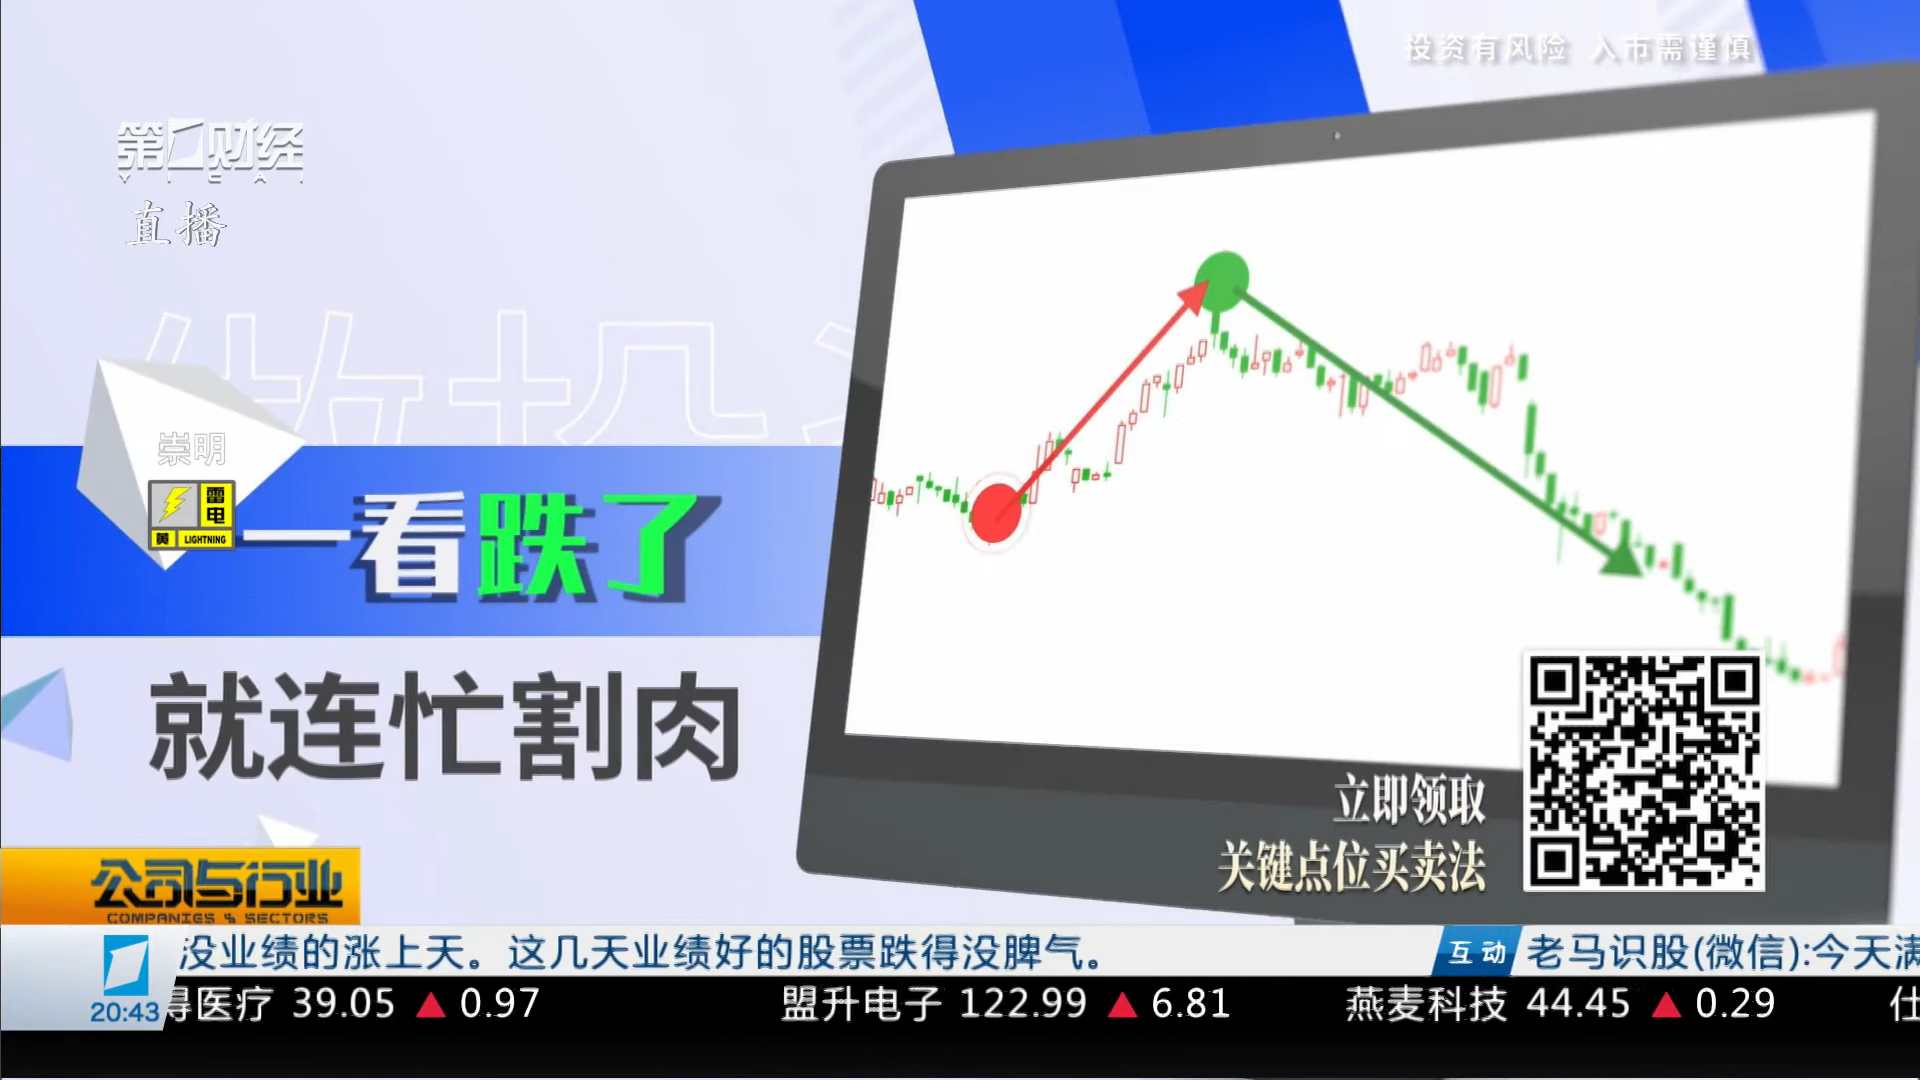 投资有风险 入市需谨慎
第一财经
YICAI
直播
做投
崇明
雷电
黄 LIGHTNING
一看跌了
就连忙割肉
立即领取
关键点位买卖法
公司与行业
COMPANIES & SECTORS
没业绩的涨上天。这几天业绩好的股票跌得没脾气。 互动 老马识股(微信):今天满
20:43
得医疗 39.05 ▲ 0.97 盟升电子 122.99 ▲ 6.81 燕麦科技 44.45 ▲ 0.29 仕